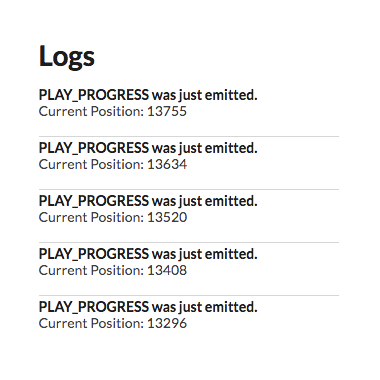 Logs
PLAY_PROGRESS was just emitted.
Current Position: 13755
PLAY_PROGRESS was just emitted.
Current Position: 13634
PLAY_PROGRESS was just emitted.
Current Position: 13520
PLAY_PROGRESS was just emitted.
Current Position: 13408
PLAY_PROGRESS was just emitted.
Current Position: 13296